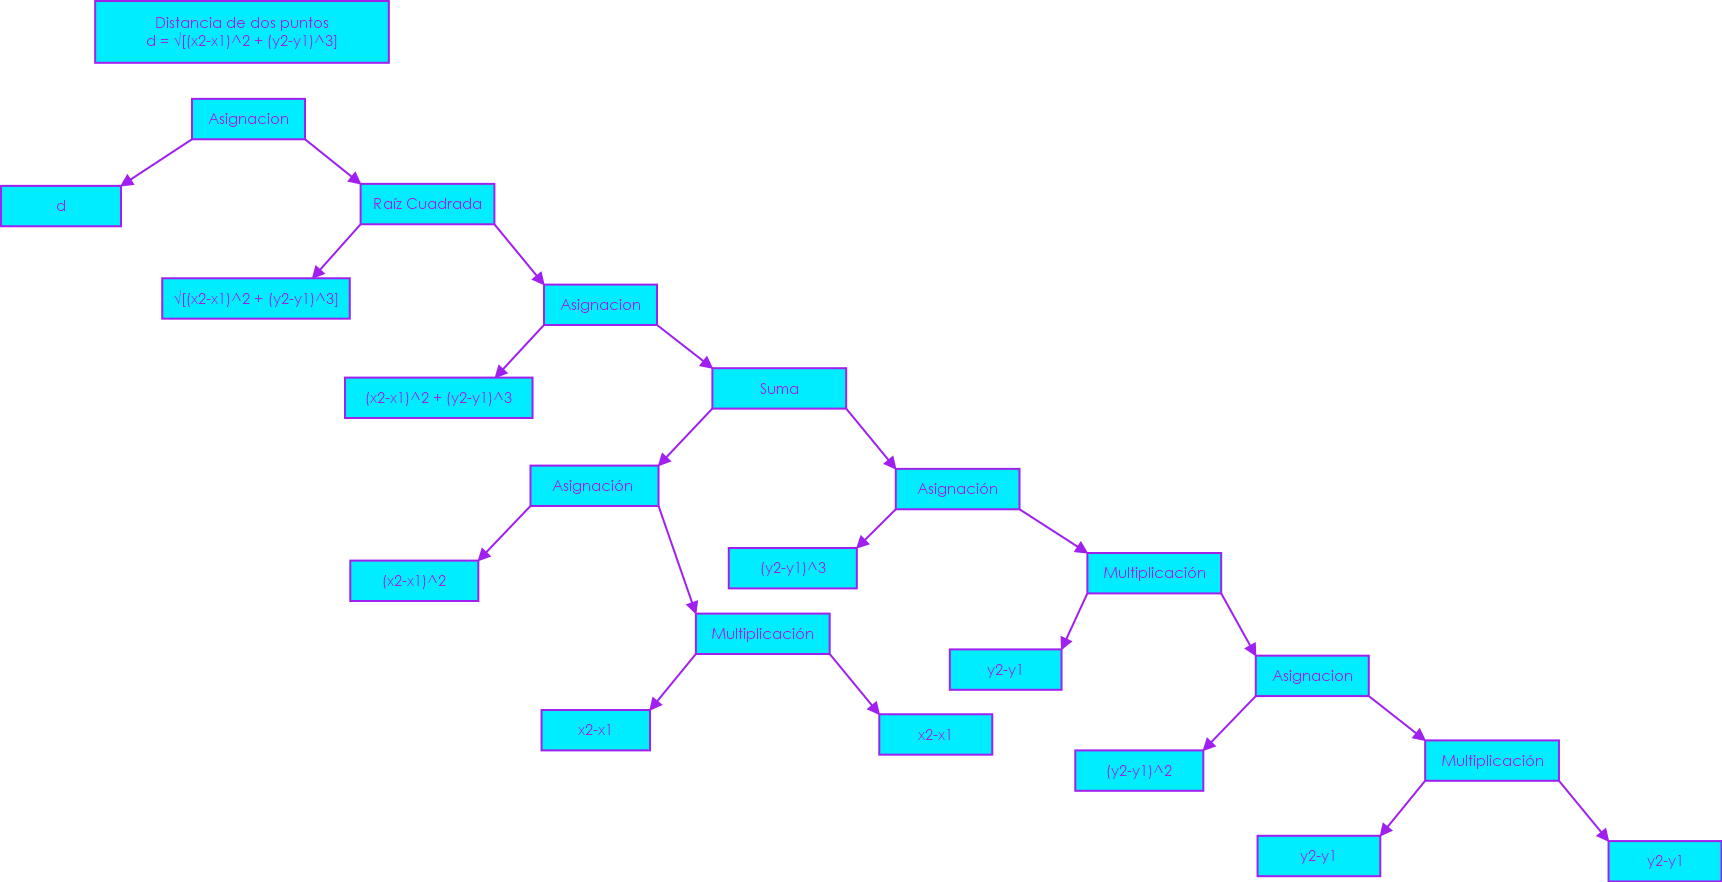 Distancia de dos puntos
d = √[(x2-x1)^2 + (y2-y1)^3]
Asignacion
d
Raíz Cuadrada
√[(x2-x1)^2 + (y2-y1)^3]
Asignacion
(x2-x1)^2 + (y2-y1)^3
Suma
Asignación
Asignación
(x2-x1)^2
(y2-y1)^3
Multiplicación
Multiplicación
y2-y1
Asignacion
x2-x1
x2-x1
(y2-y1)^2
Multiplicación
y2-y1
y2-y1